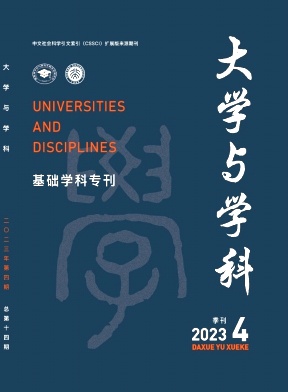 中文社会科学引文索引（CSSCI）扩展版来源期刊
UNIVERSITIES
AND
DISCIPLINES
基础学科专刊
大学与学科
季刊
2023 4
DAXUE YU XUEKE
大学与学科
二〇二三年第四期
总第十四期